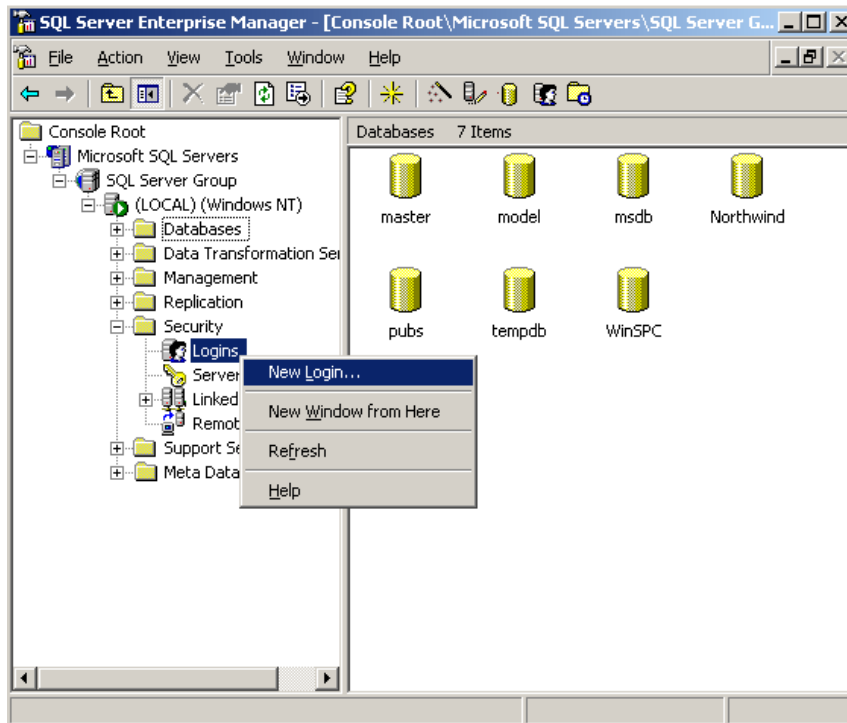 SQL Server Enterprise Manager - [Console Root\Microsoft SQL Servers\SQL Server G...
File Action View Tools Window Help
Console Root
Microsoft SQL Servers
SQL Server Group
(LOCAL) (Windows NT)
Databases
Data Transformation Ser
Management
Replication
Security
Logins
Server
Linked
Remot
Support Se
Meta Data
New Login...
New Window from Here
Refresh
Help
Databases 7 Items
master model msdb Northwind
pubs tempdb WinSPC